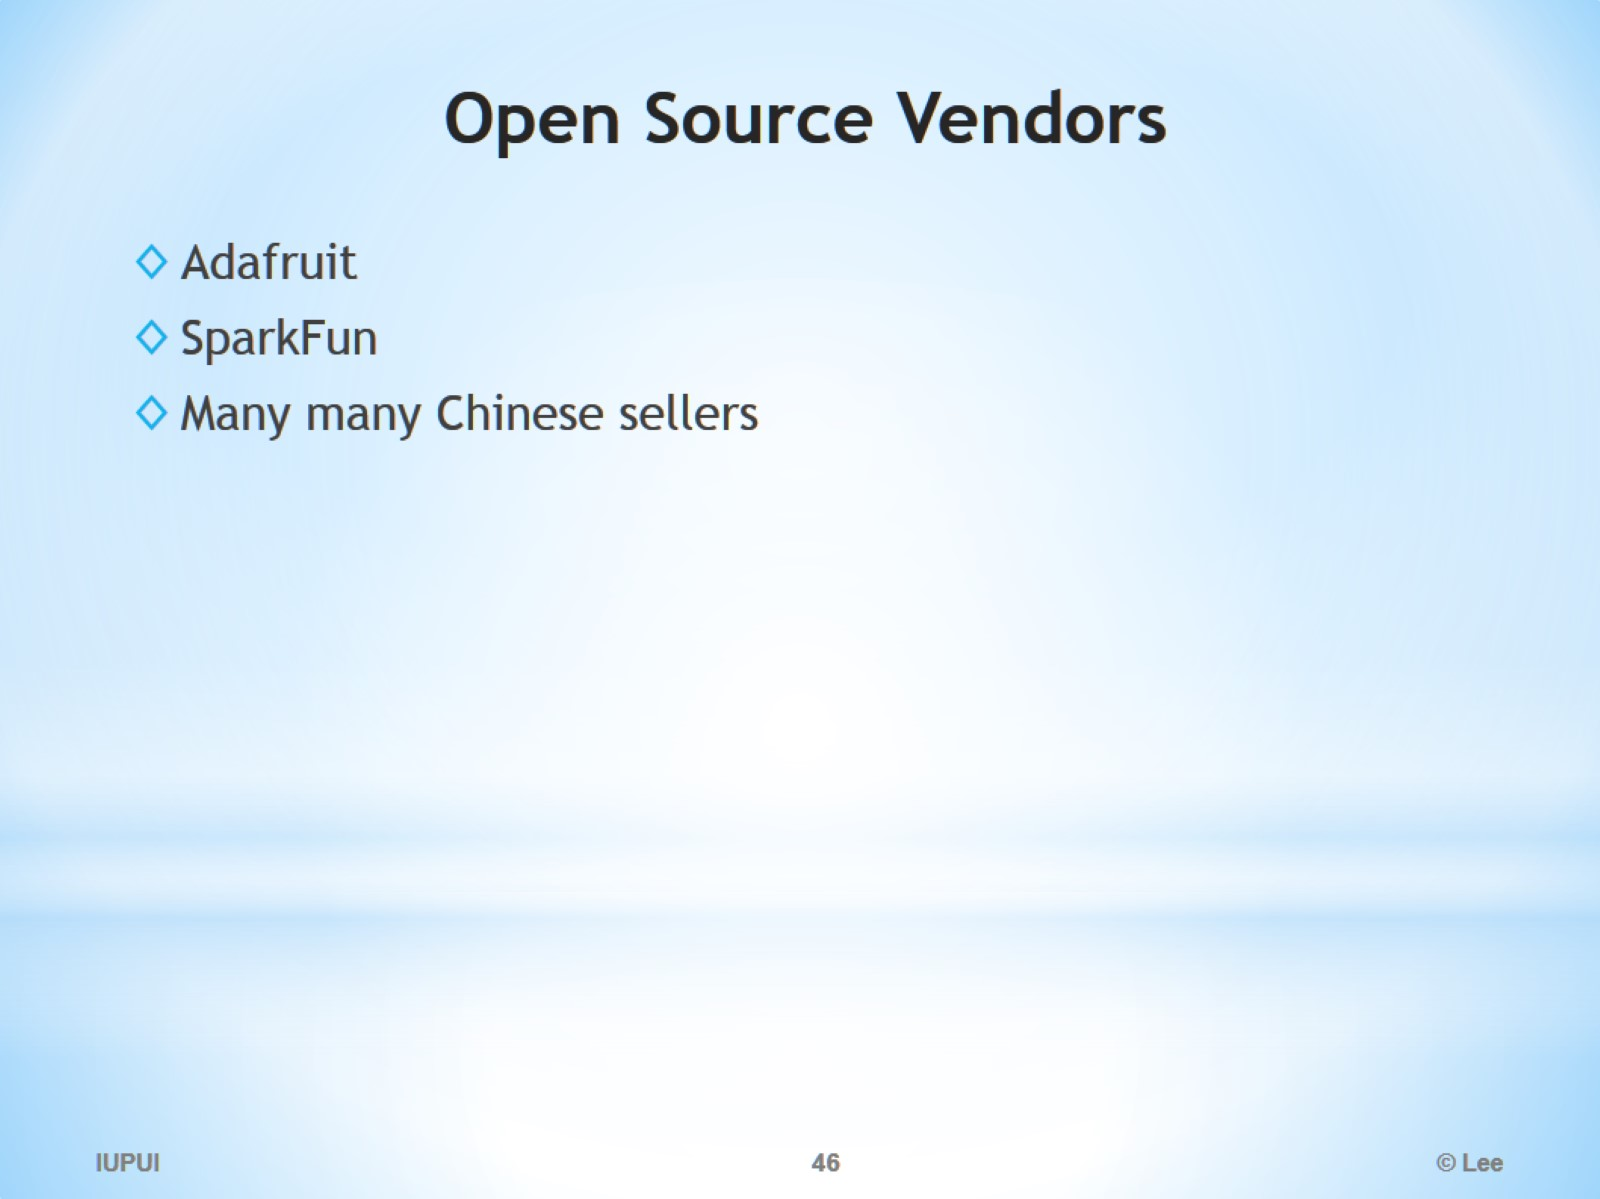 Open Source Vendors
Adafruit
SparkFun
Many many Chinese sellers
IUPUI 46 © Lee